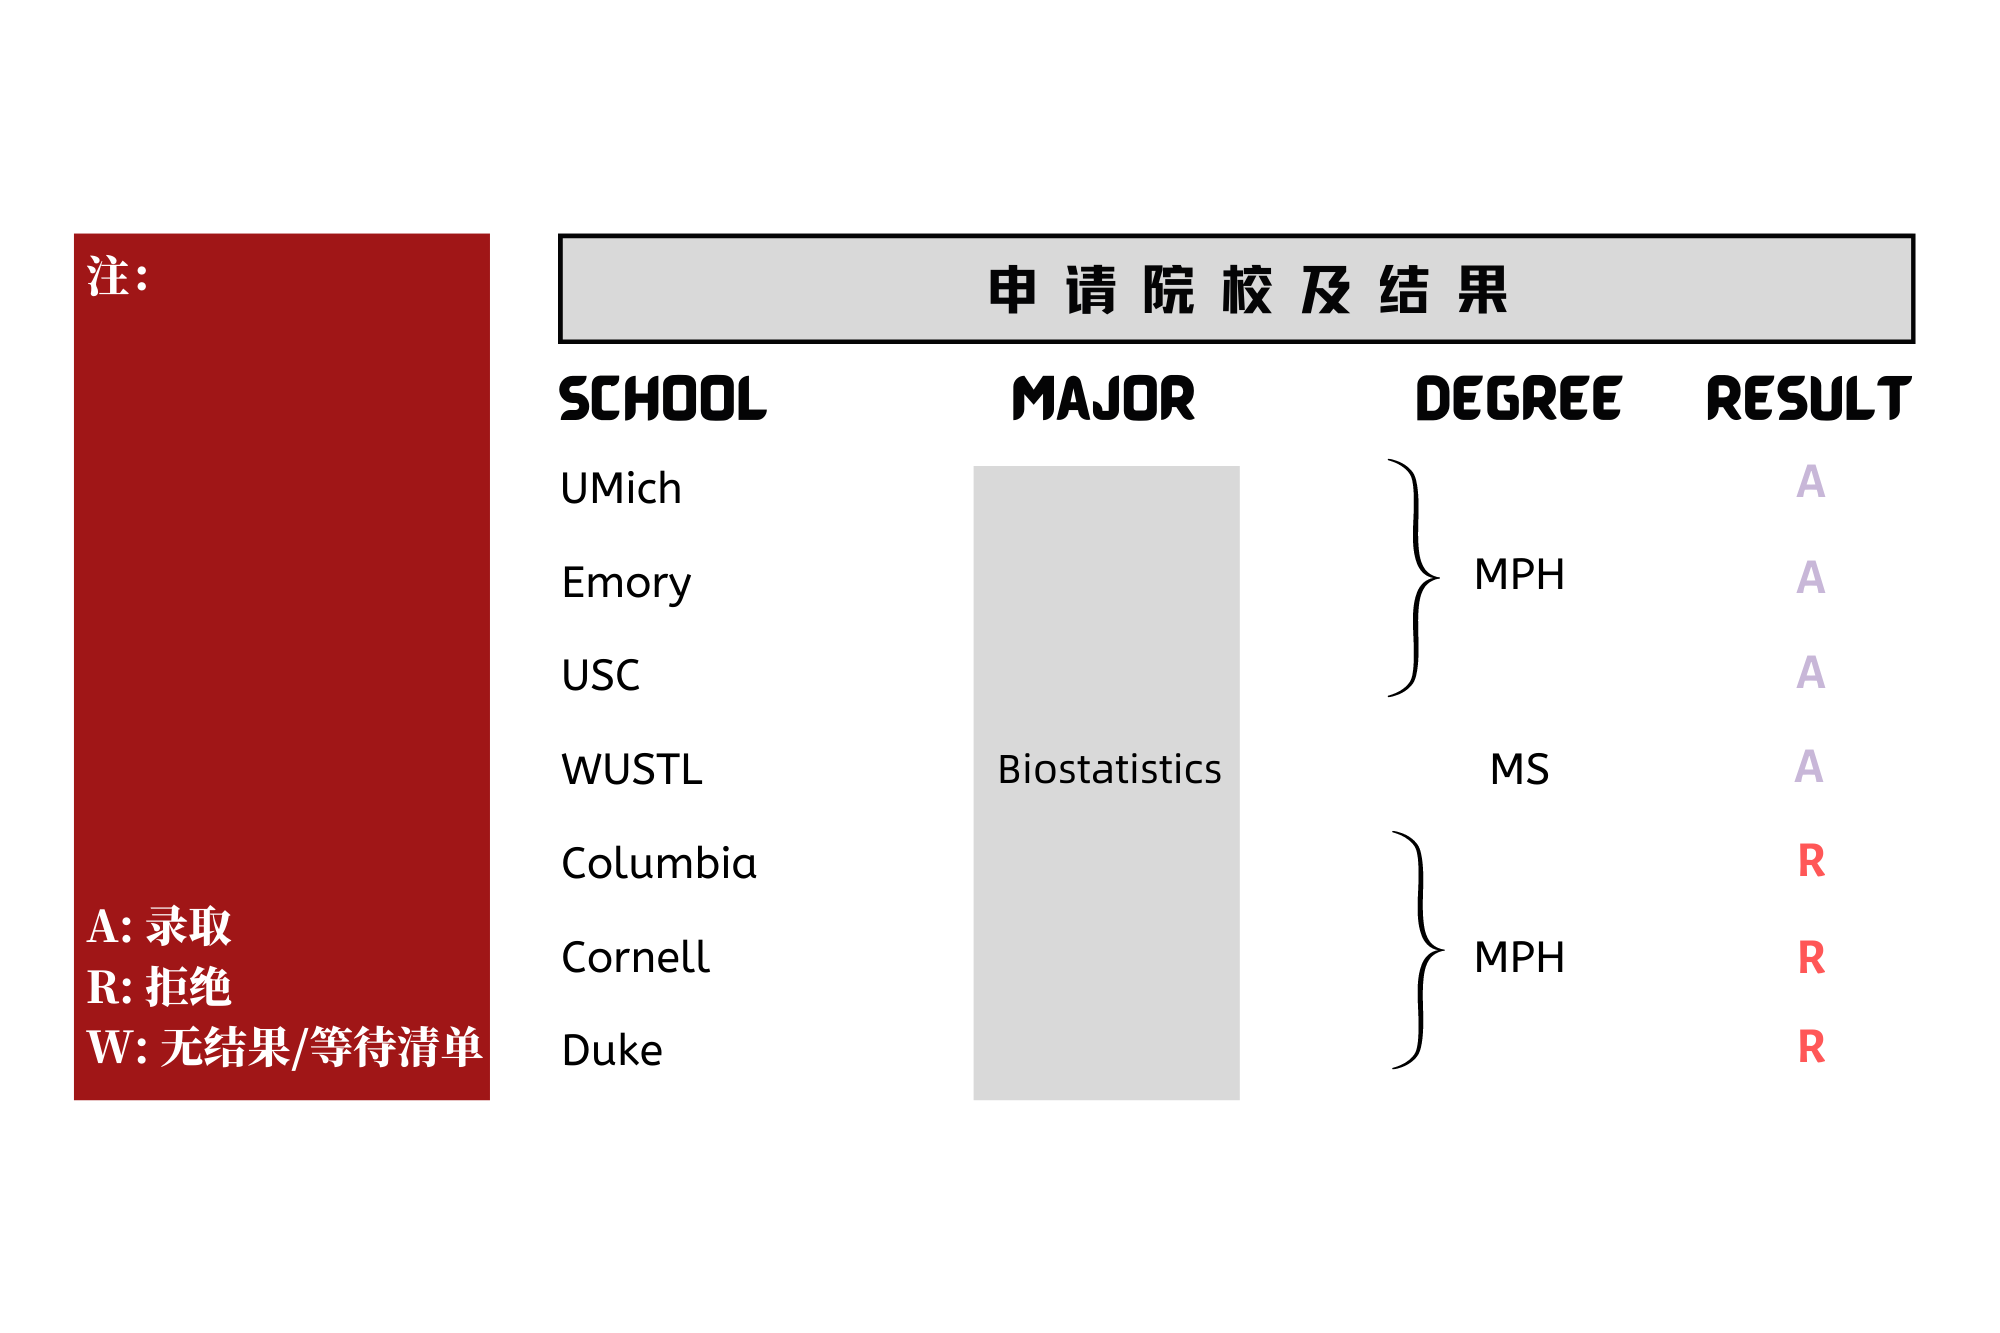 注：
A: 录取
R: 拒绝
W: 无结果/等待清单
申请院校及结果
SCHOOL MAJOR DEGREE RESULT
UMich A
Emory MPH A
USC A
WUSTL Biostatistics MS A
Columbia R
Cornell MPH R
Duke R